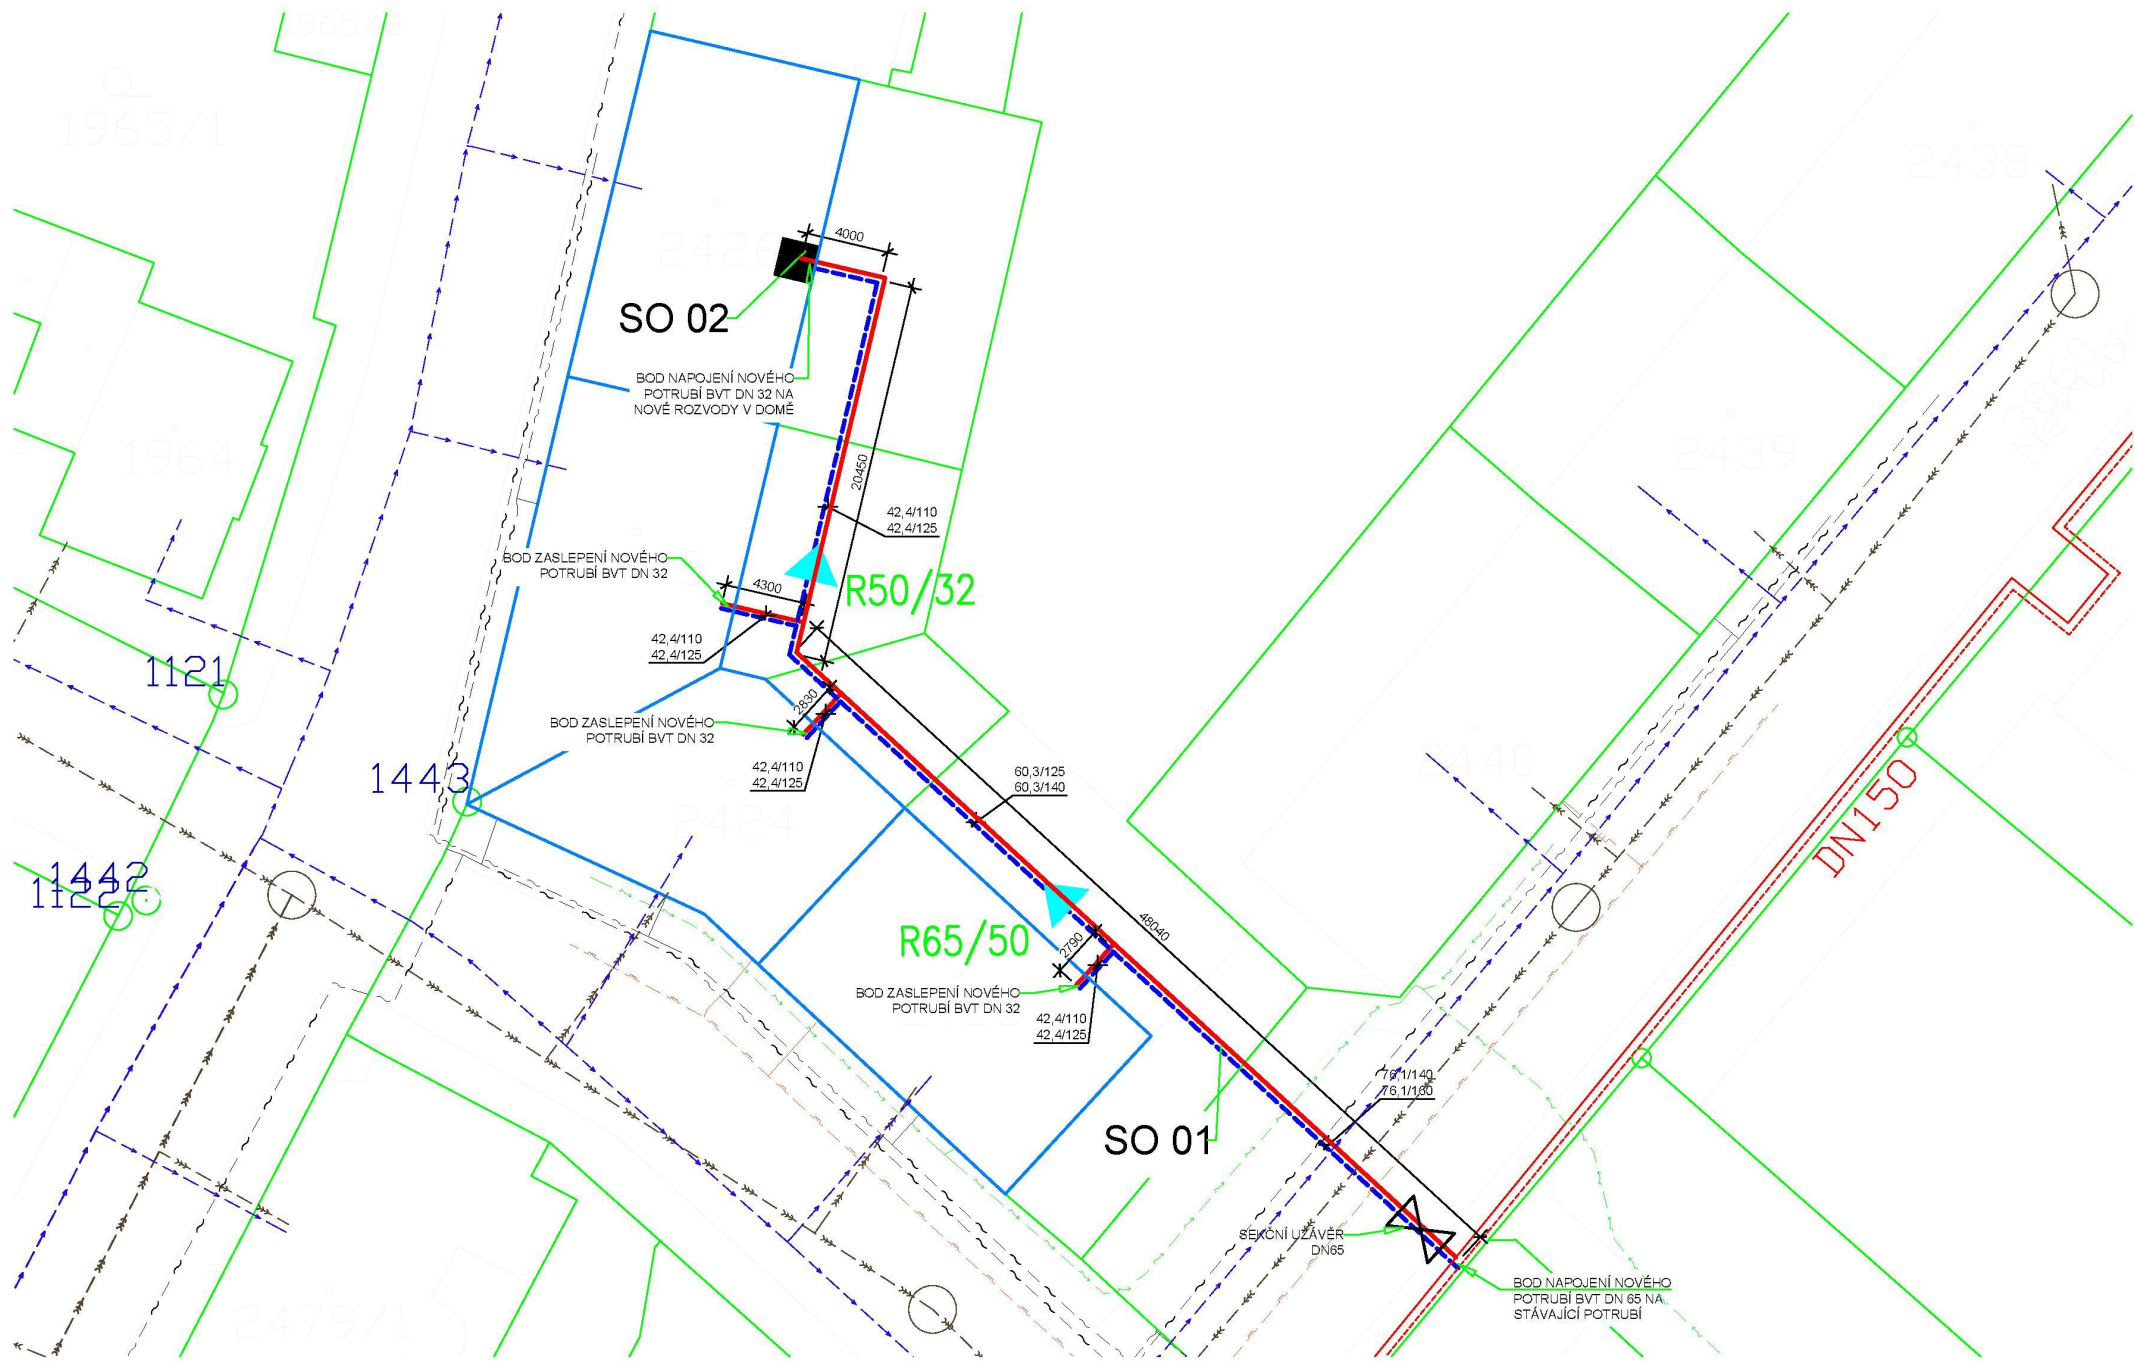 1965/1
2438
2426
4000
SO 02
BOD NAPOJENÍ NOVÉHO
POTRUBÍ BVT DN 32 NA
NOVÉ ROZVODY V DOMĚ
1964
2439
20450
42,4/110
42,4/125
BOD ZASLEPENÍ NOVÉHO
POTRUBÍ BVT DN 32
4300
R50/32
42,4/110
42,4/125
1121
2830
BOD ZASLEPENÍ NOVÉHO
POTRUBÍ BVT DN 32
1443
42,4/110
42,4/125
60,3/125
60,3/140
2440
DN150
2424
1442
1122
48040
R65/50
2790
BOD ZASLEPENÍ NOVÉHO
POTRUBÍ BVT DN 32
42,4/110
42,4/125
76,1/140
76,1/160
SO 01
SEKČNÍ UZÁVĚR
DN65
BOD NAPOJENÍ NOVÉHO
POTRUBÍ BVT DN 65 NA
STÁVAJÍCÍ POTRUBÍ
2479/1